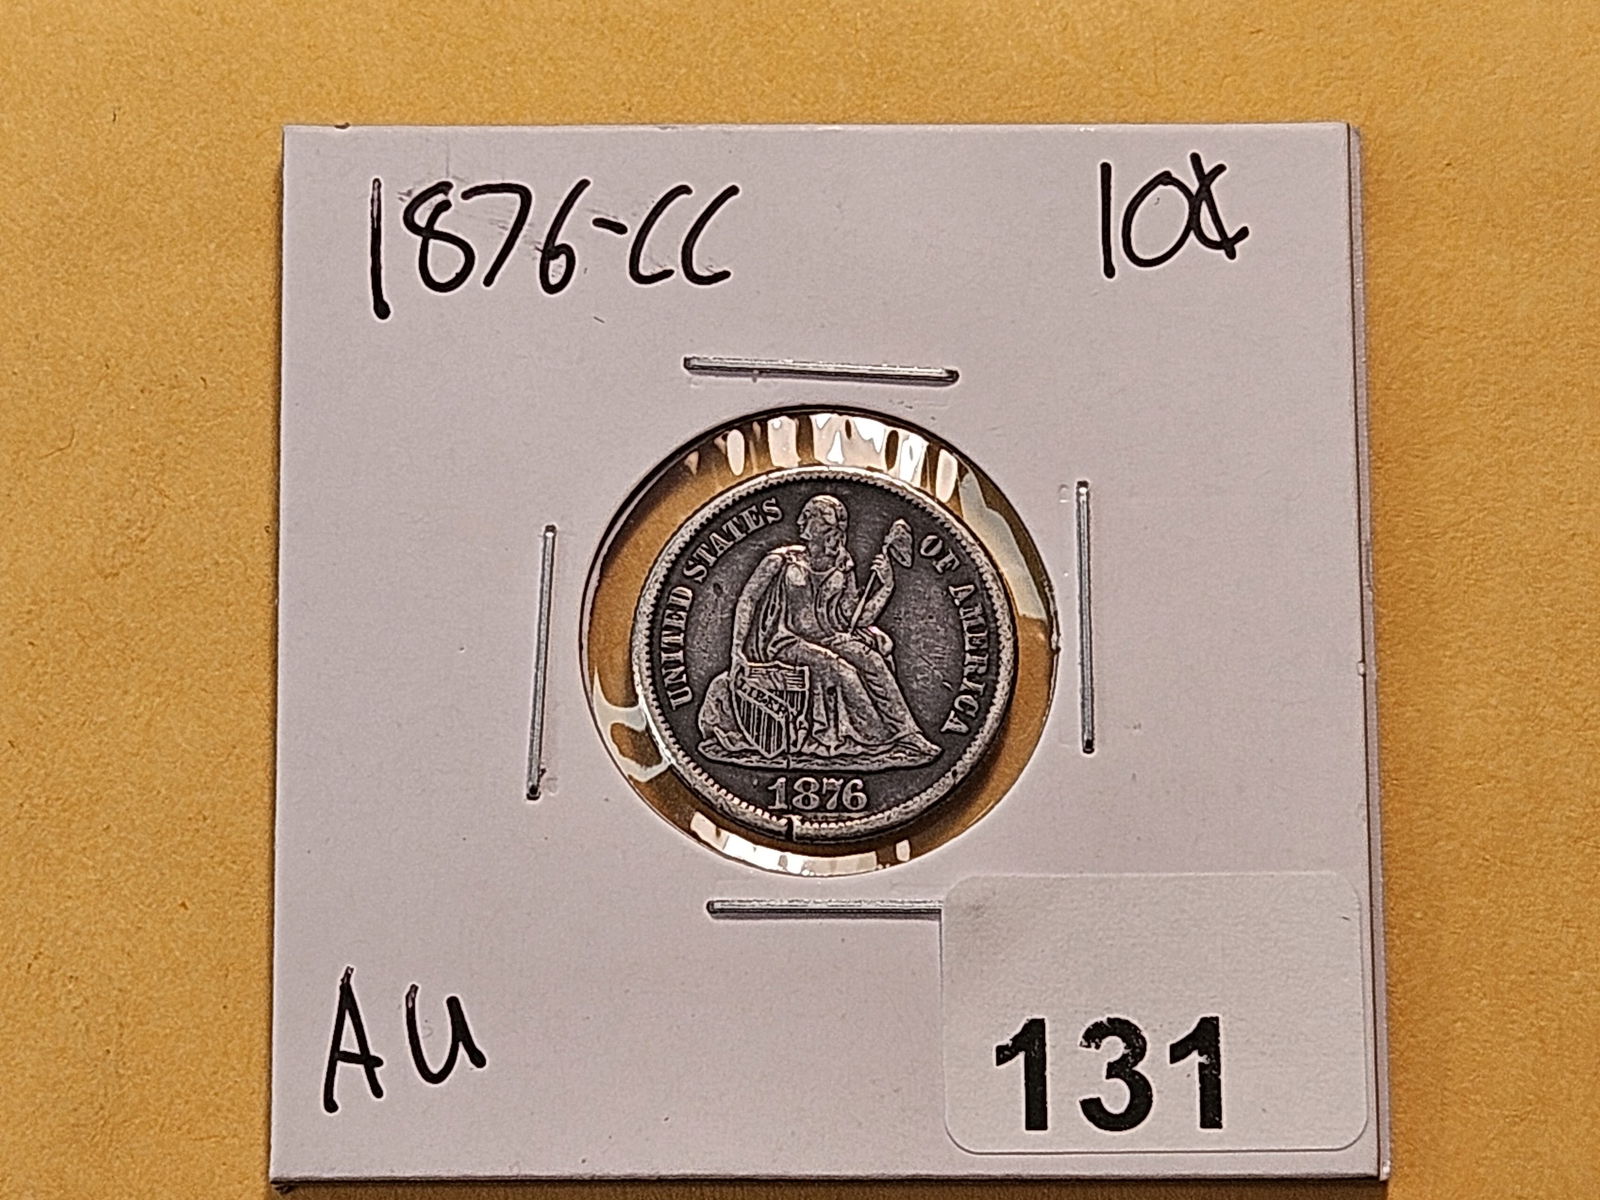 1876-CC 10¢
UNITED STATES OF AMERICA
LIBERTY
1876
AU
131